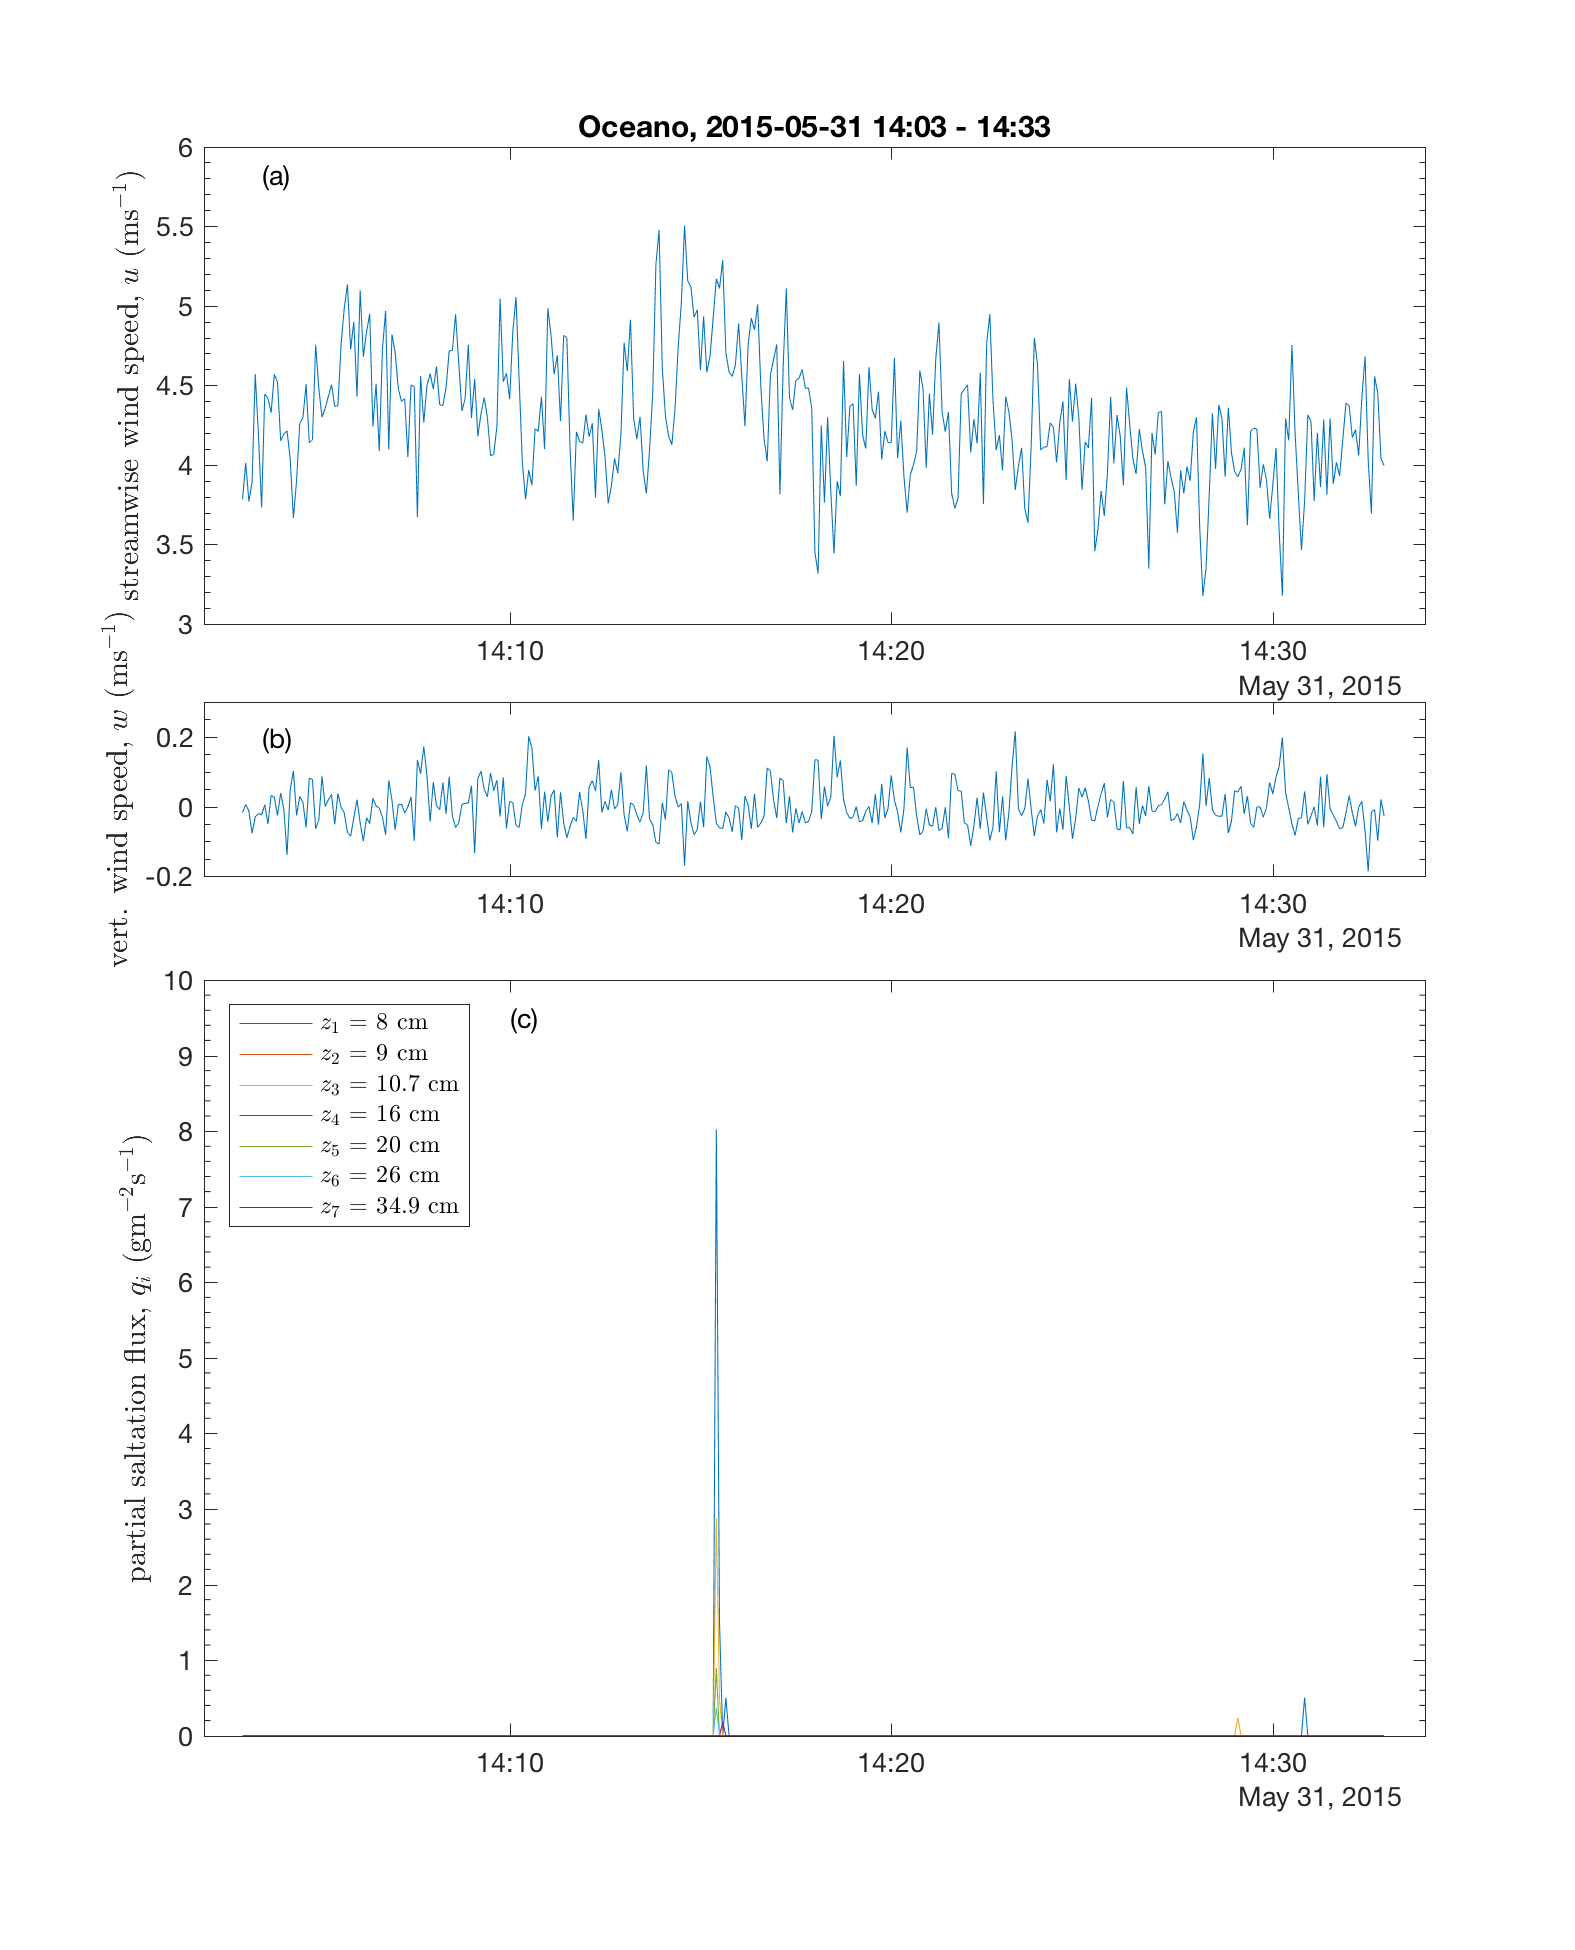 Oceano, 2015-05-31 14:03 - 14:33
(a)
streamwise wind speed, u (ms⁻¹)
6
5.5
5
4.5
4
3.5
3
14:10 14:20 14:30
May 31, 2015
(b)
vert. wind speed, w (ms⁻¹)
0.2
0
-0.2
14:10 14:20 14:30
May 31, 2015
(c)
partial saltation flux, qᵢ (gm⁻²s⁻¹)
10
9
8
7
6
5
4
3
2
1
0
z₁ = 8 cm
z₂ = 9 cm
z₃ = 10.7 cm
z₄ = 16 cm
z₅ = 20 cm
z₆ = 26 cm
z₇ = 34.9 cm
14:10 14:20 14:30
May 31, 2015